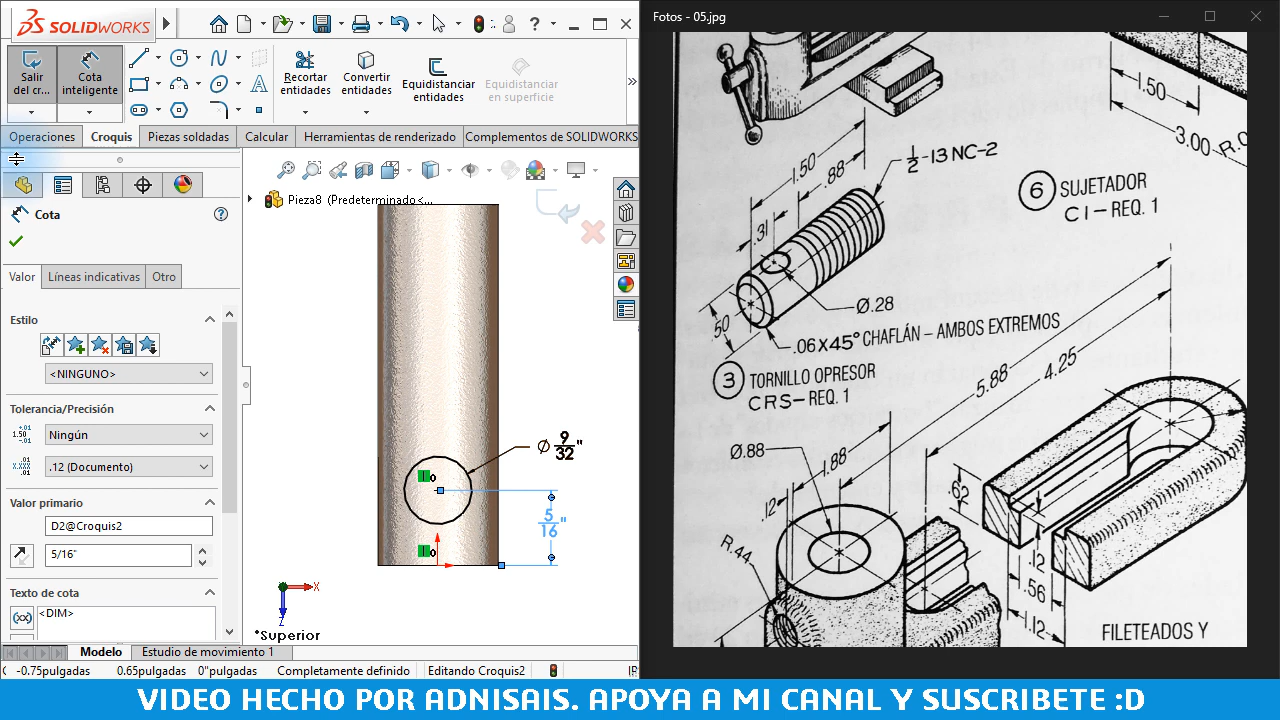 SOLIDWORKS
Salir
del cr...
Cota
inteligente
Recortar
entidades
Convertir
entidades
Equidistanciar
entidades
Equidistanciar
en superficie
Operaciones
Croquis
Piezas soldadas
Calcular
Herramientas de renderizado
Complementos de SOLIDWORKS
Cota
Valor
Líneas indicativas
Otro
Estilo
<NINGUNO>
Tolerancia/Precisión
Ningún
.12 (Documento)
Valor primario
D2@Croquis2
5/16"
Texto de cota
<DIM>
Pieza8 (Predeterminado<...
Ø 9/32"
5/16"
X
Z
*Superior
Modelo
Estudio de movimiento 1
-0.75pulgadas
0.65pulgadas
0"pulgadas
Completamente definido
Editando Croquis2
Fotos - 05.jpg
1.50
3.00 R.
1.50
.88
1/2-13 NC-2
.31
Ø.28
.50
.06X45° CHAFLÁN – AMBOS EXTREMOS
3 TORNILLO OPRESOR
CRS–REQ. 1
6 SUJETADOR
CI–REQ. 1
5.88
4.25
Ø.88
1.88
.12
R.44
.62
.12
.56
1.12
FILETEADOS Y
VIDEO HECHO POR ADNISAIS. APOYA A MI CANAL Y SUSCRIBETE :D